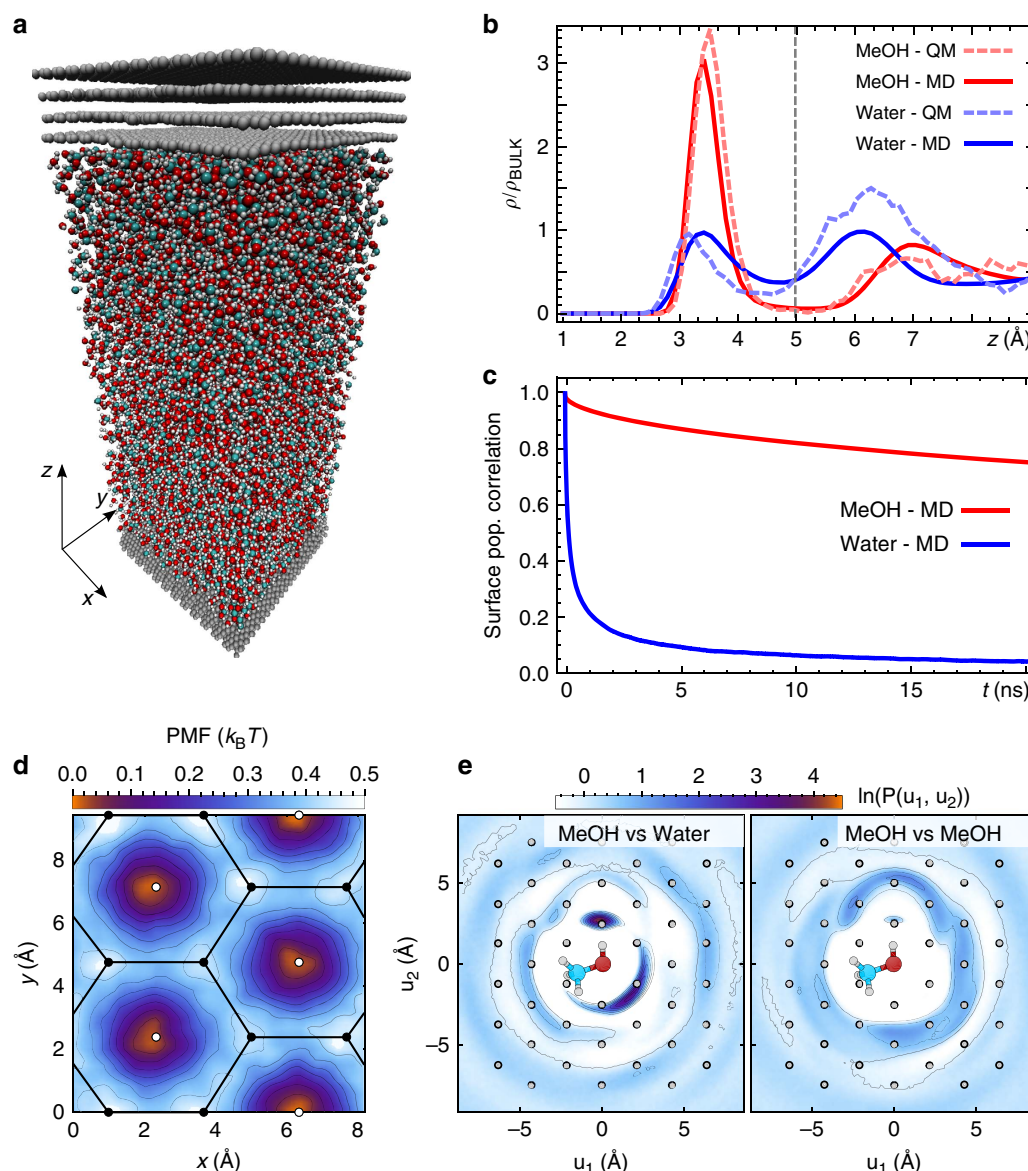 a
z
y
x
b
3
2
1
0
ρ/ρBULK
MeOH - QM
MeOH - MD
Water - QM
Water - MD
1 2 3 4 5 6 7 z (Å)
c
1.0
0.8
0.6
0.4
0.2
0.0
Surface pop. correlation
MeOH - MD
Water - MD
0 5 10 15 t (ns)
d
PMF (kBT)
0.0 0.1 0.2 0.3 0.4 0.5
8
6
4
2
0
y (Å)
0 2 4 6 8
x (Å)
e
0 1 2 3 4
ln(P(u1, u2))
MeOH vs Water
MeOH vs MeOH
5
0
−5
u2 (Å)
−5 0 5
−5 0 5
u1 (Å)
u1 (Å)